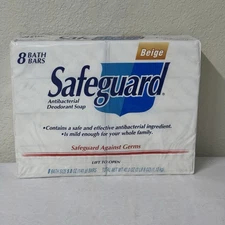 8 BATH
BARS
Beige
Safeguard
Antibacterial
Deodorant Soap
•Contains a safe and effective antibacterial ingredient.
•Is mild enough for your whole family.
Safeguard Against Germs
LIFT TO OPEN